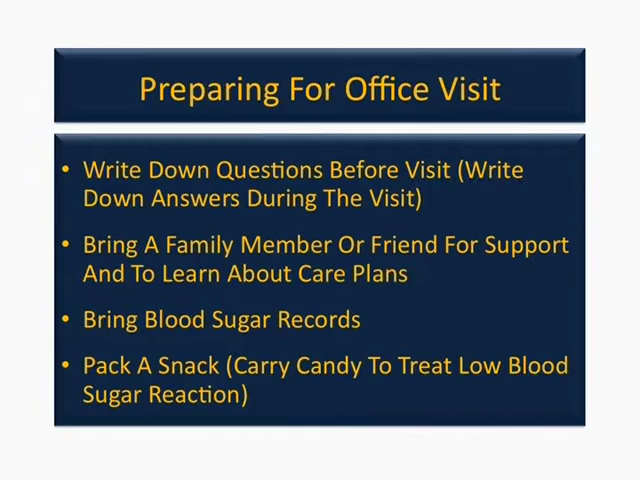 Preparing For Office Visit
• Write Down Questions Before Visit (Write
Down Answers During The Visit)
• Bring A Family Member Or Friend For Support
And To Learn About Care Plans
• Bring Blood Sugar Records
• Pack A Snack (Carry Candy To Treat Low Blood
Sugar Reaction)